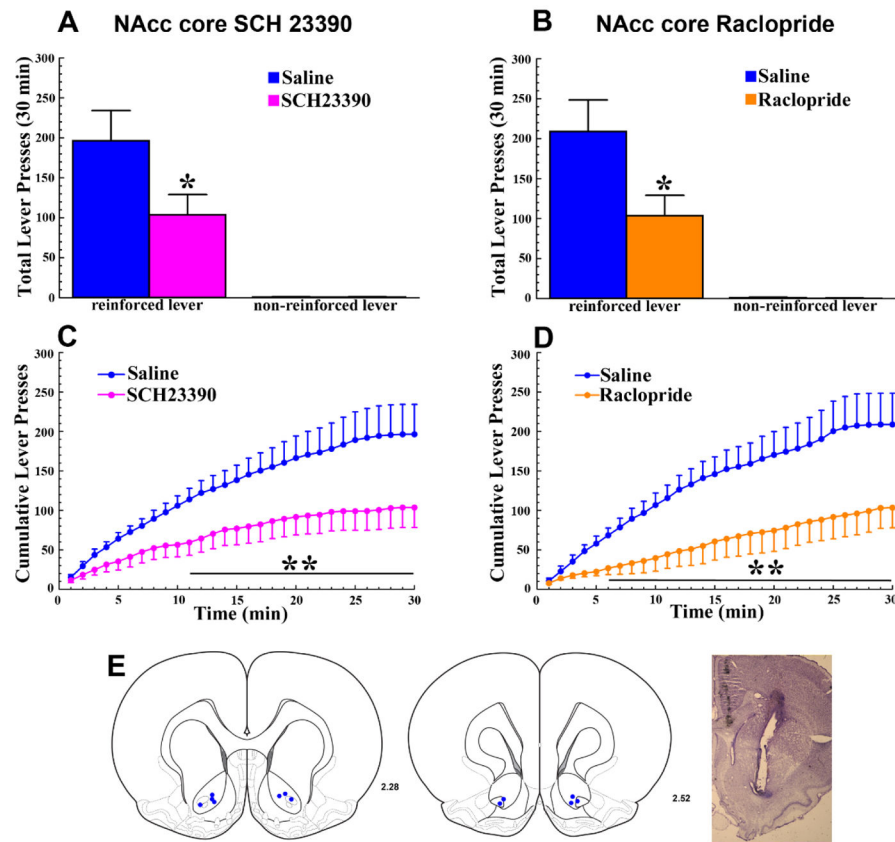 A NAcc core SCH 23390
Total Lever Presses (30 min)
300
250
200
150
100
50
0
Saline
SCH23390
*
reinforced lever non-reinforced lever
B NAcc core Raclopride
Total Lever Presses (30 min)
300
250
200
150
100
50
0
Saline
Raclopride
*
reinforced lever non-reinforced lever
C
Cumulative Lever Presses
300
250
200
150
100
50
0
Saline
SCH23390
**
0 5 10 15 20 25 30
Time (min)
D
Cumulative Lever Presses
300
250
200
150
100
50
0
Saline
Raclopride
**
0 5 10 15 20 25 30
Time (min)
E
2.28
2.52